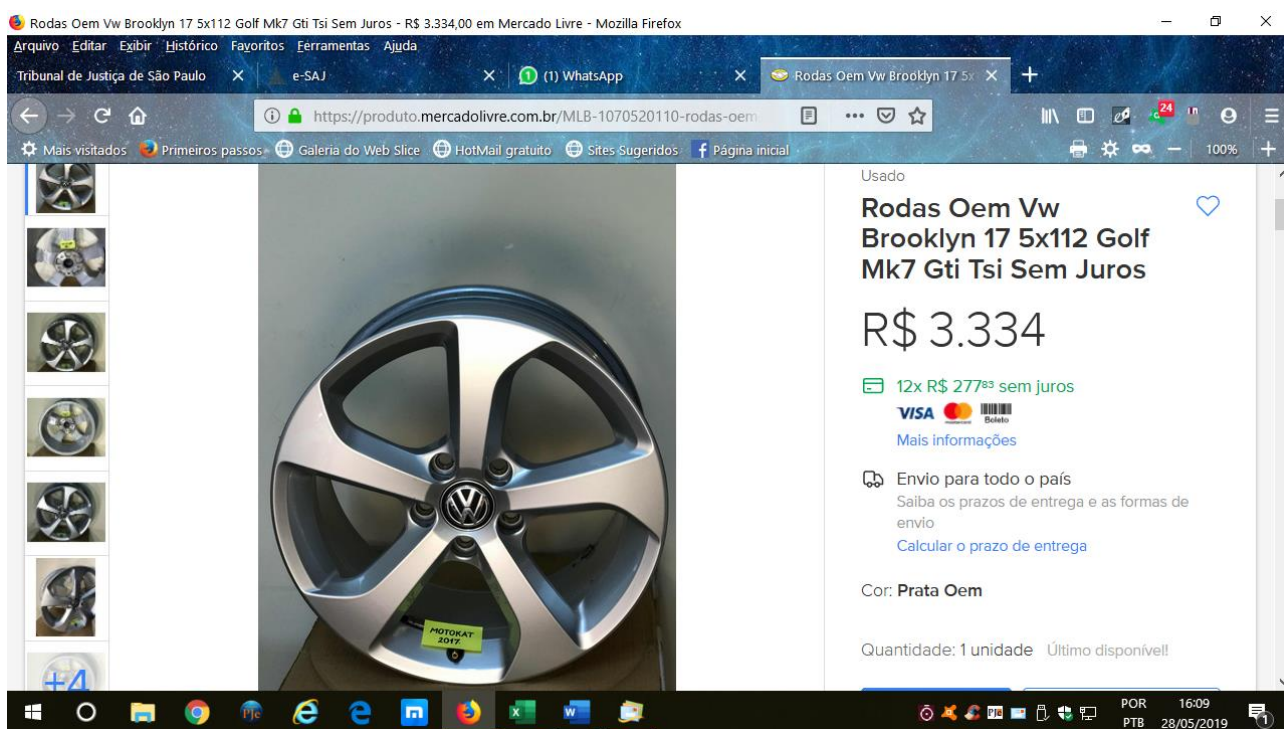 Rodas Oem Vw Brooklyn 17 5x112 Golf Mk7 Gti Tsi Sem Juros - R$ 3.334,00 em Mercado Livre - Mozilla Firefox
Arquivo Editar Exibir Histórico Favoritos Ferramentas Ajuda
Tribunal de Justiça de São Paulo e-SAJ (1) WhatsApp Rodas Oem Vw Brooklyn 17 5x
https://produto.mercadolivre.com.br/MLB-1070520110-rodas-oem 24
Mais visitados Primeiros passos Galeria do Web Slice HotMail gratuito Sites Sugeridos Página inicial 100%
Usado
Rodas Oem Vw
Brooklyn 17 5x112 Golf
Mk7 Gti Tsi Sem Juros
R$ 3.334
12x R$ 277⁸³ sem juros
VISA mastercard Boleto
Mais informações
Envio para todo o país
Saiba os prazos de entrega e as formas de
envio
Calcular o prazo de entrega
Cor: Prata Oem
Quantidade: 1 unidade Último disponível!
MOTOKAT
2017
+4
PJe
POR 16:09
PTB 28/05/2019 1